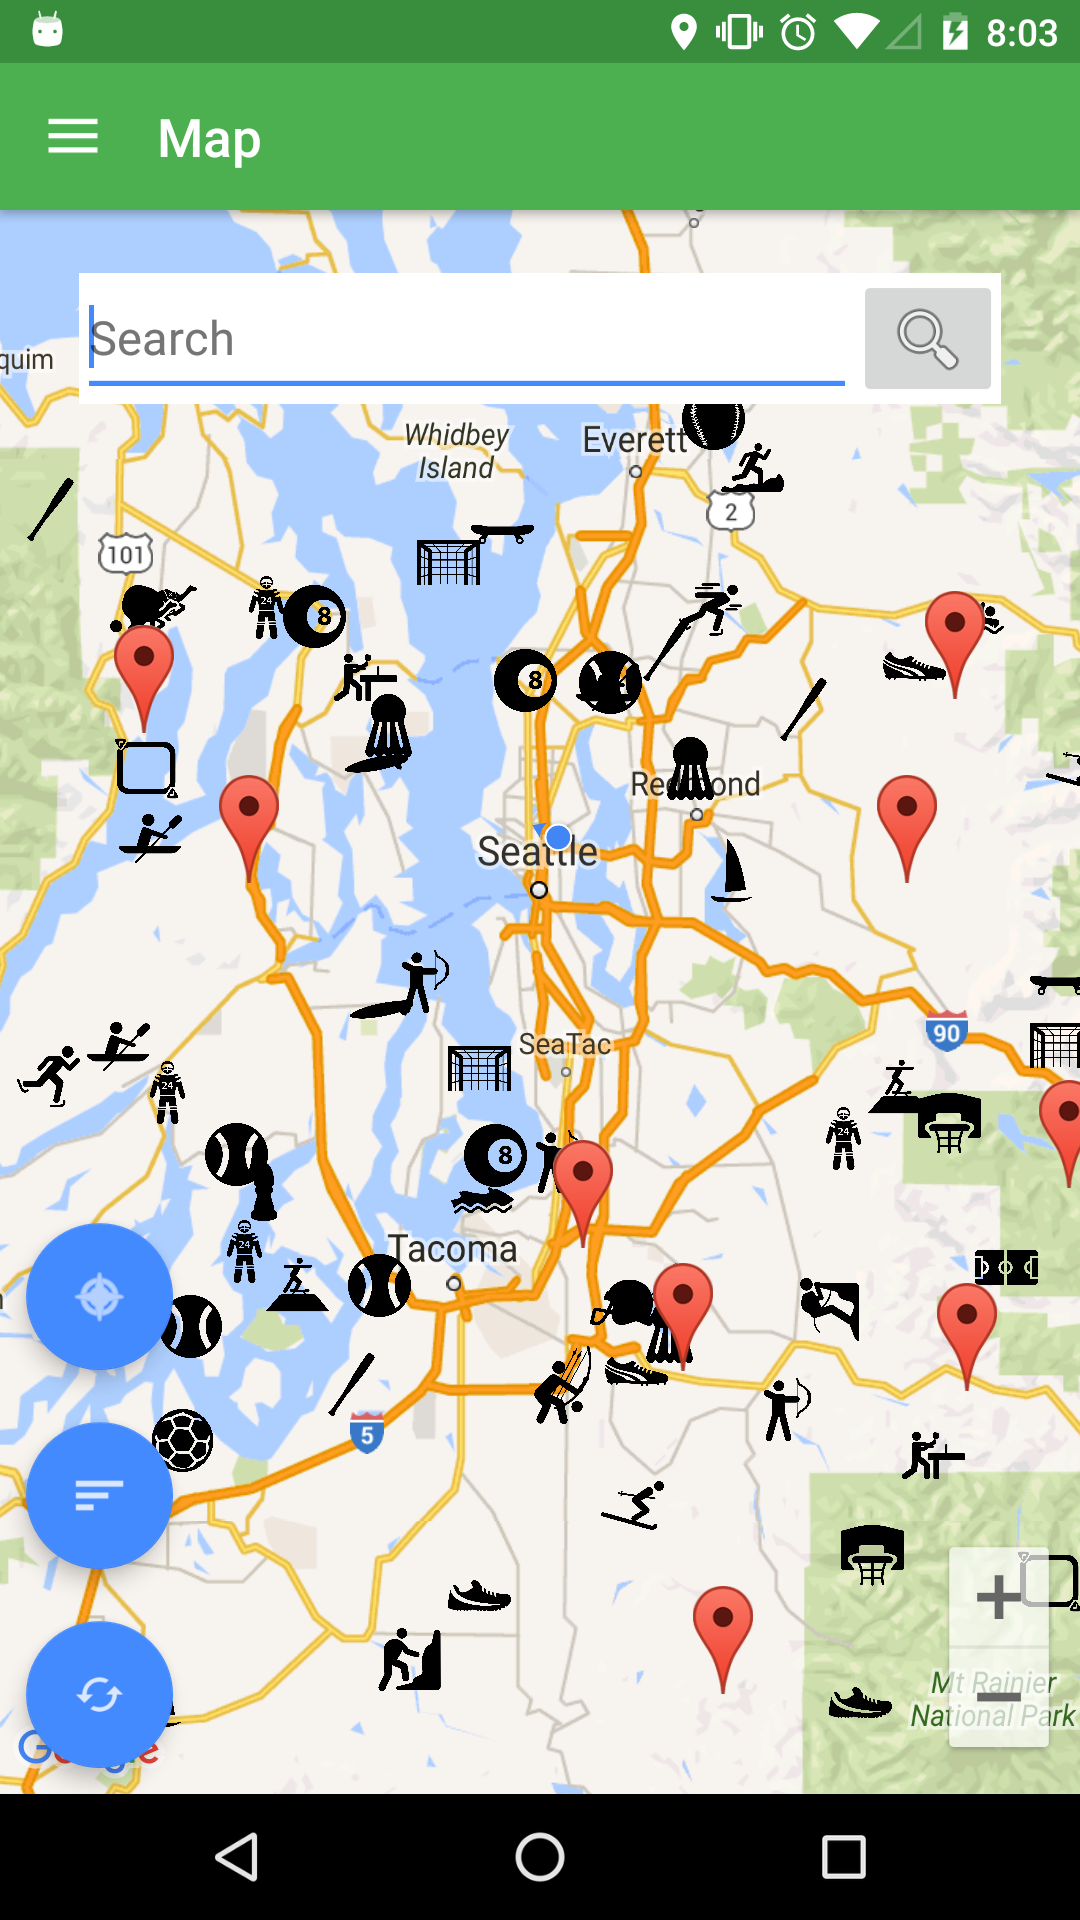 8:03
Map
Search
quim
Whidbey
Island
Everett
2
101
24
8
8
Redmond
Seattle
90
SeaTac
24
24
8
24
Tacoma
5
Mt Rainier
National Park
Google